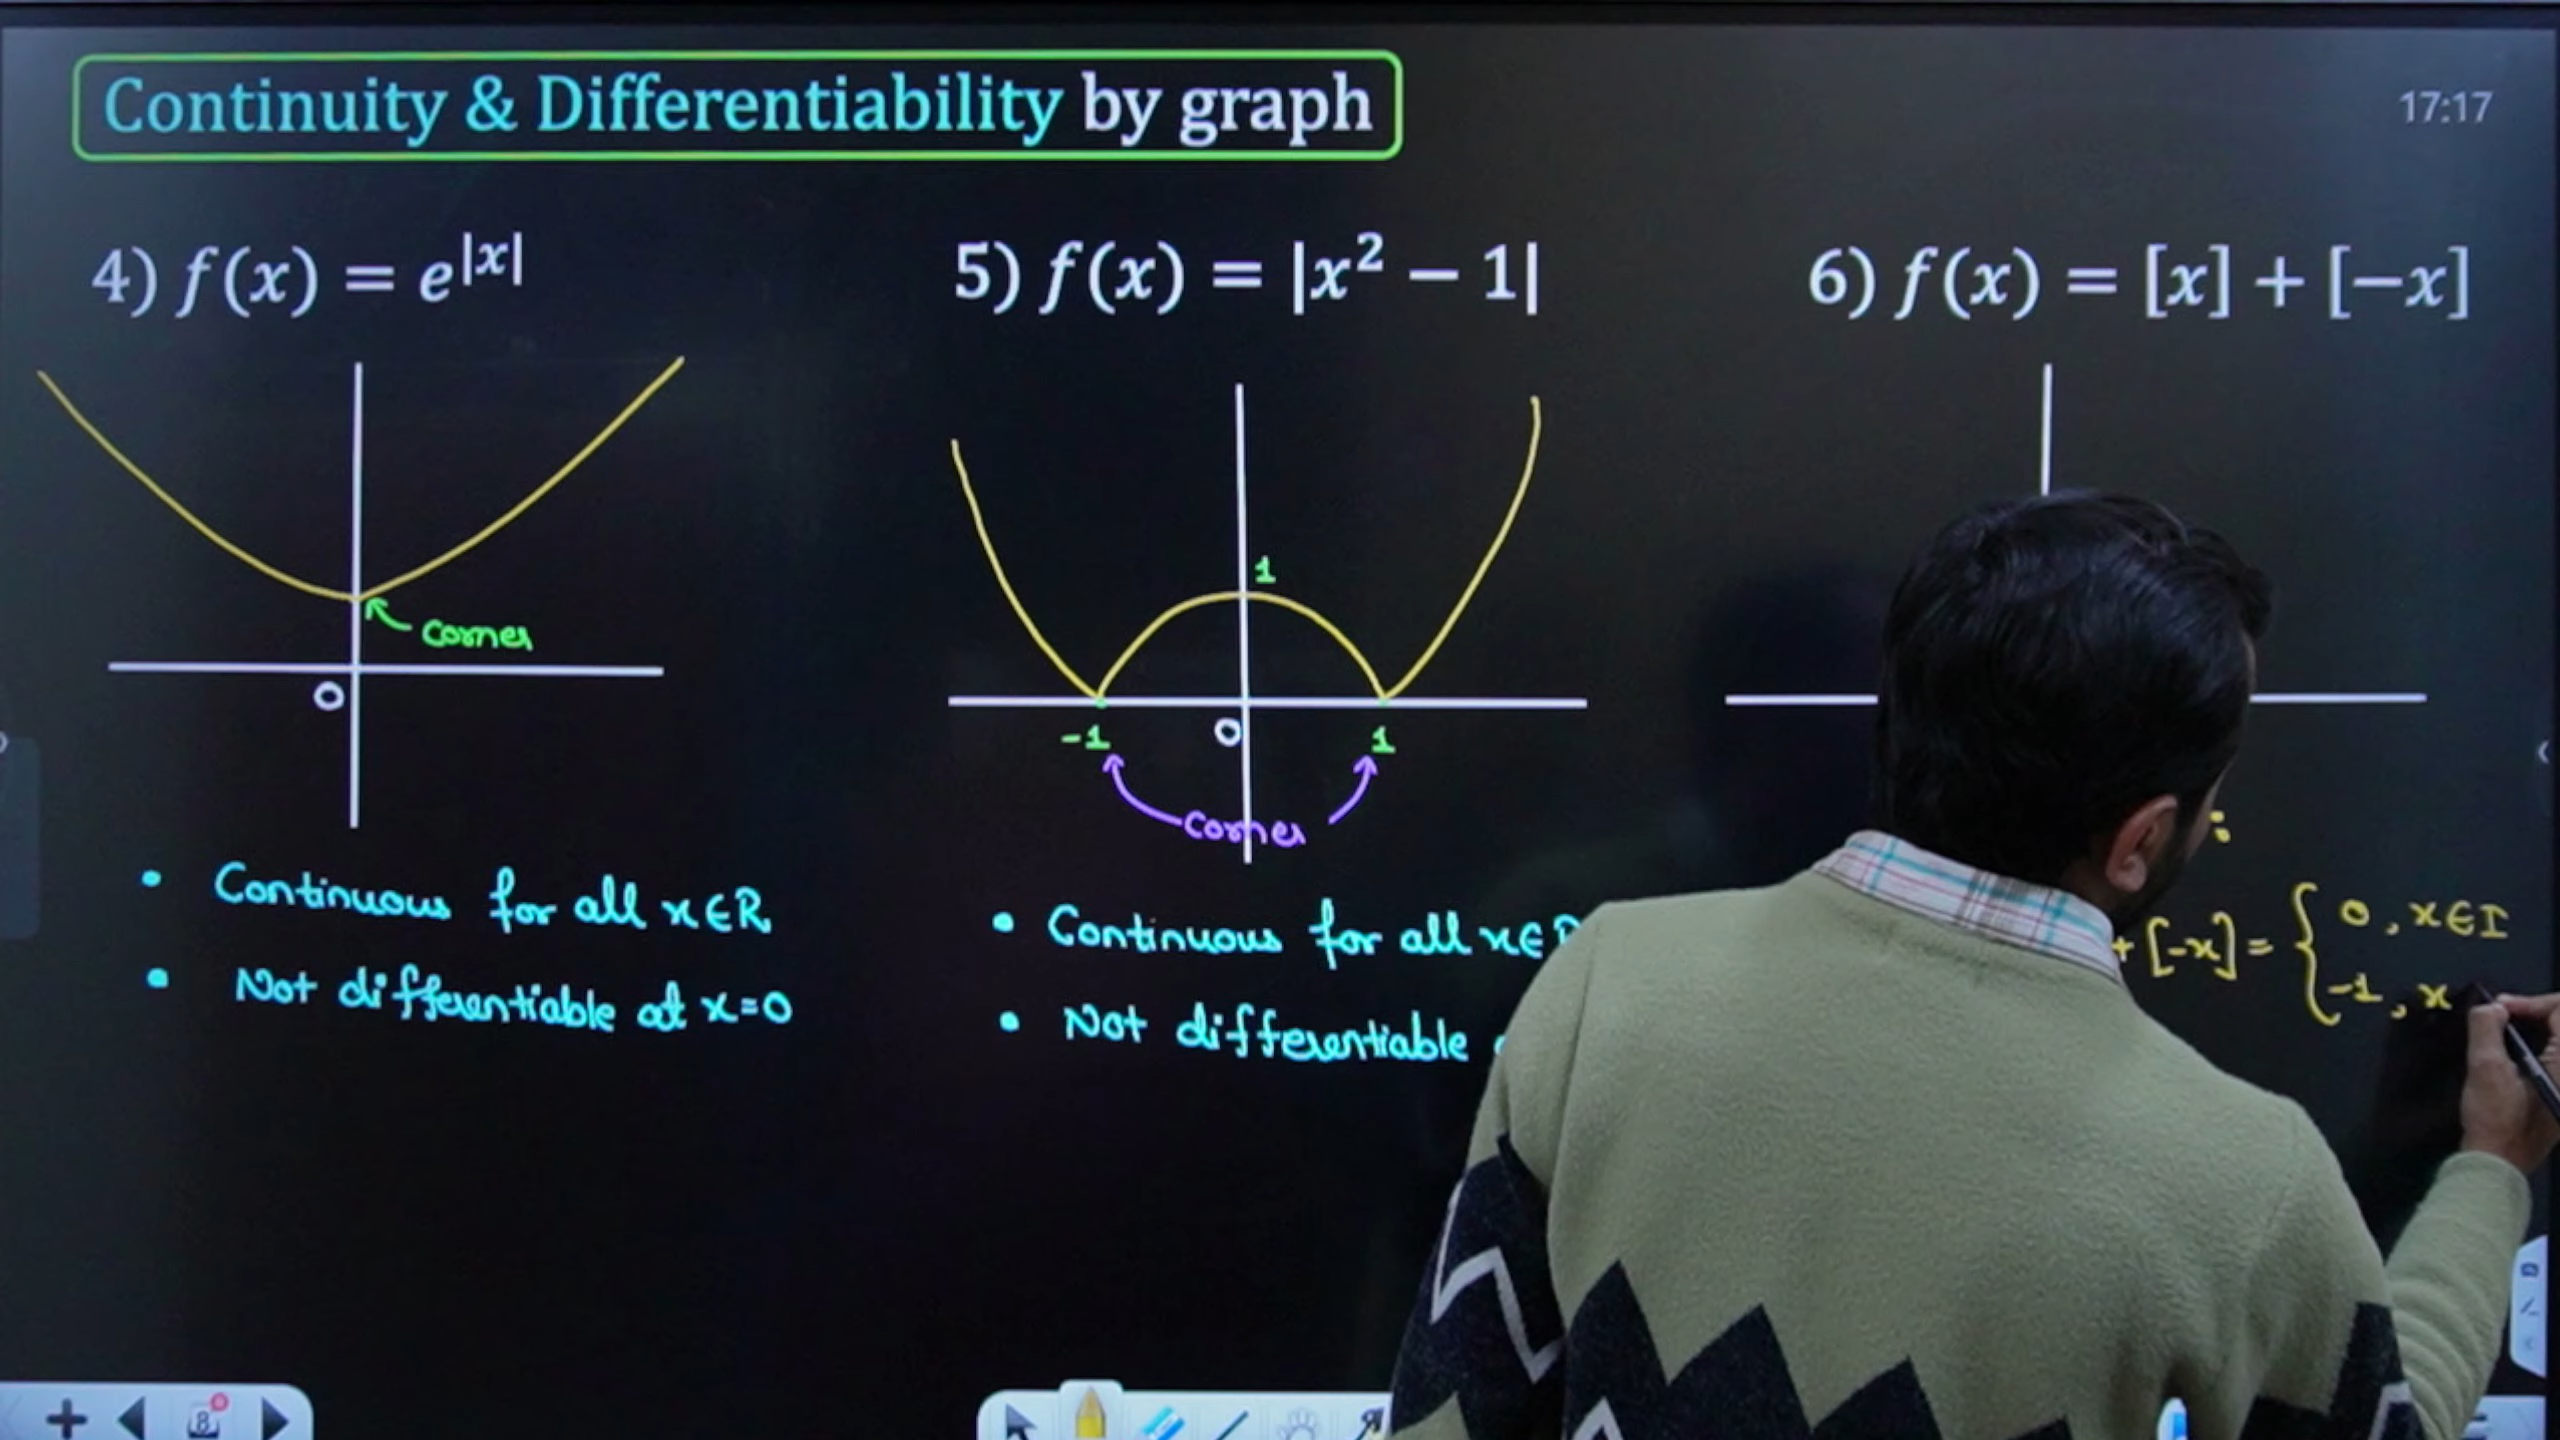 Continuity & Differentiability by graph
17:17
4) f(x) = e^|x|
5) f(x) = |x² − 1|
6) f(x) = [x] + [−x]
Corner
0
1
-1
0
1
Corner
:
+ [-x] = { 0, x∈I
-1, x
• Continuous for all x∈R
• Not differentiable at x=0
• Continuous for all x∈
• Not differentiable
8